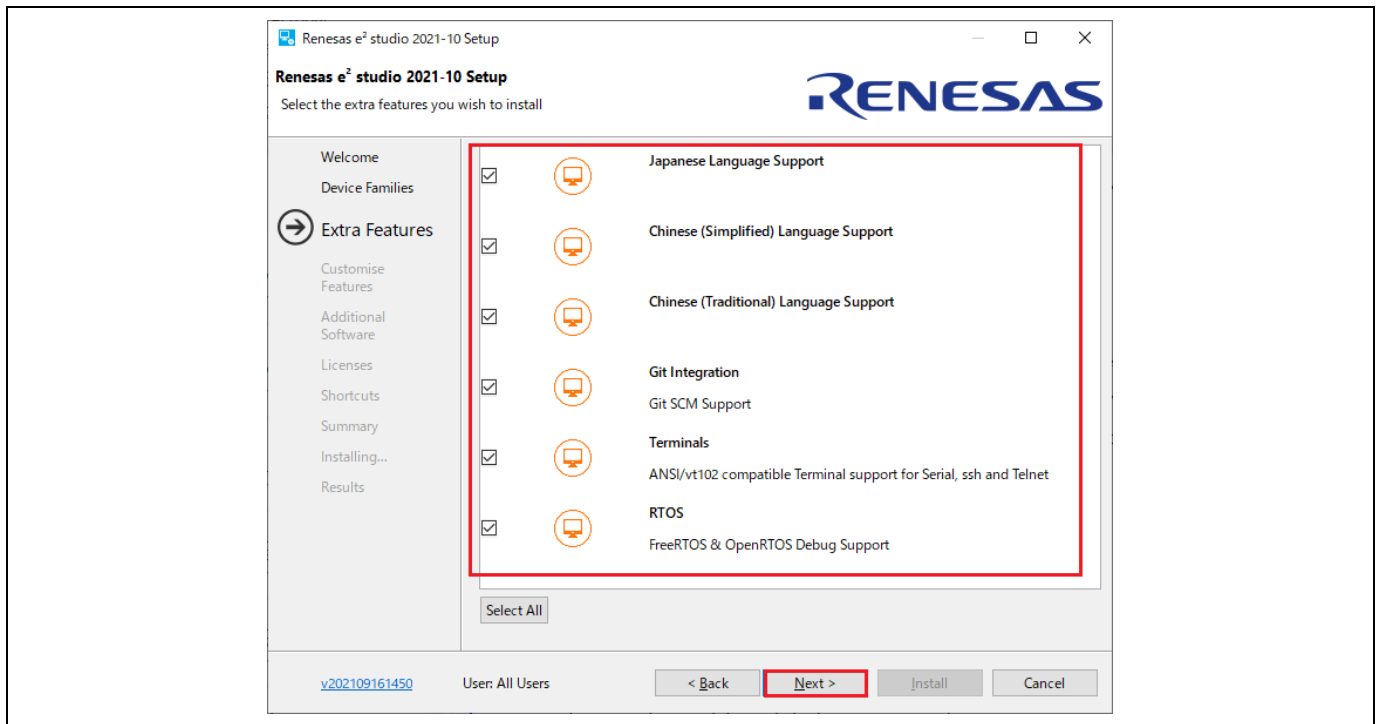 Renesas e² studio 2021-10 Setup
Renesas e² studio 2021-10 Setup
Select the extra features you wish to install
RENESAS
Welcome
Device Families
Extra Features
Customise
Features
Additional
Software
Licenses
Shortcuts
Summary
Installing...
Results
Japanese Language Support
Chinese (Simplified) Language Support
Chinese (Traditional) Language Support
Git Integration
Git SCM Support
Terminals
ANSI/vt102 compatible Terminal support for Serial, ssh and Telnet
RTOS
FreeRTOS & OpenRTOS Debug Support
Select All
v202109161450 User: All Users < Back Next > Install Cancel